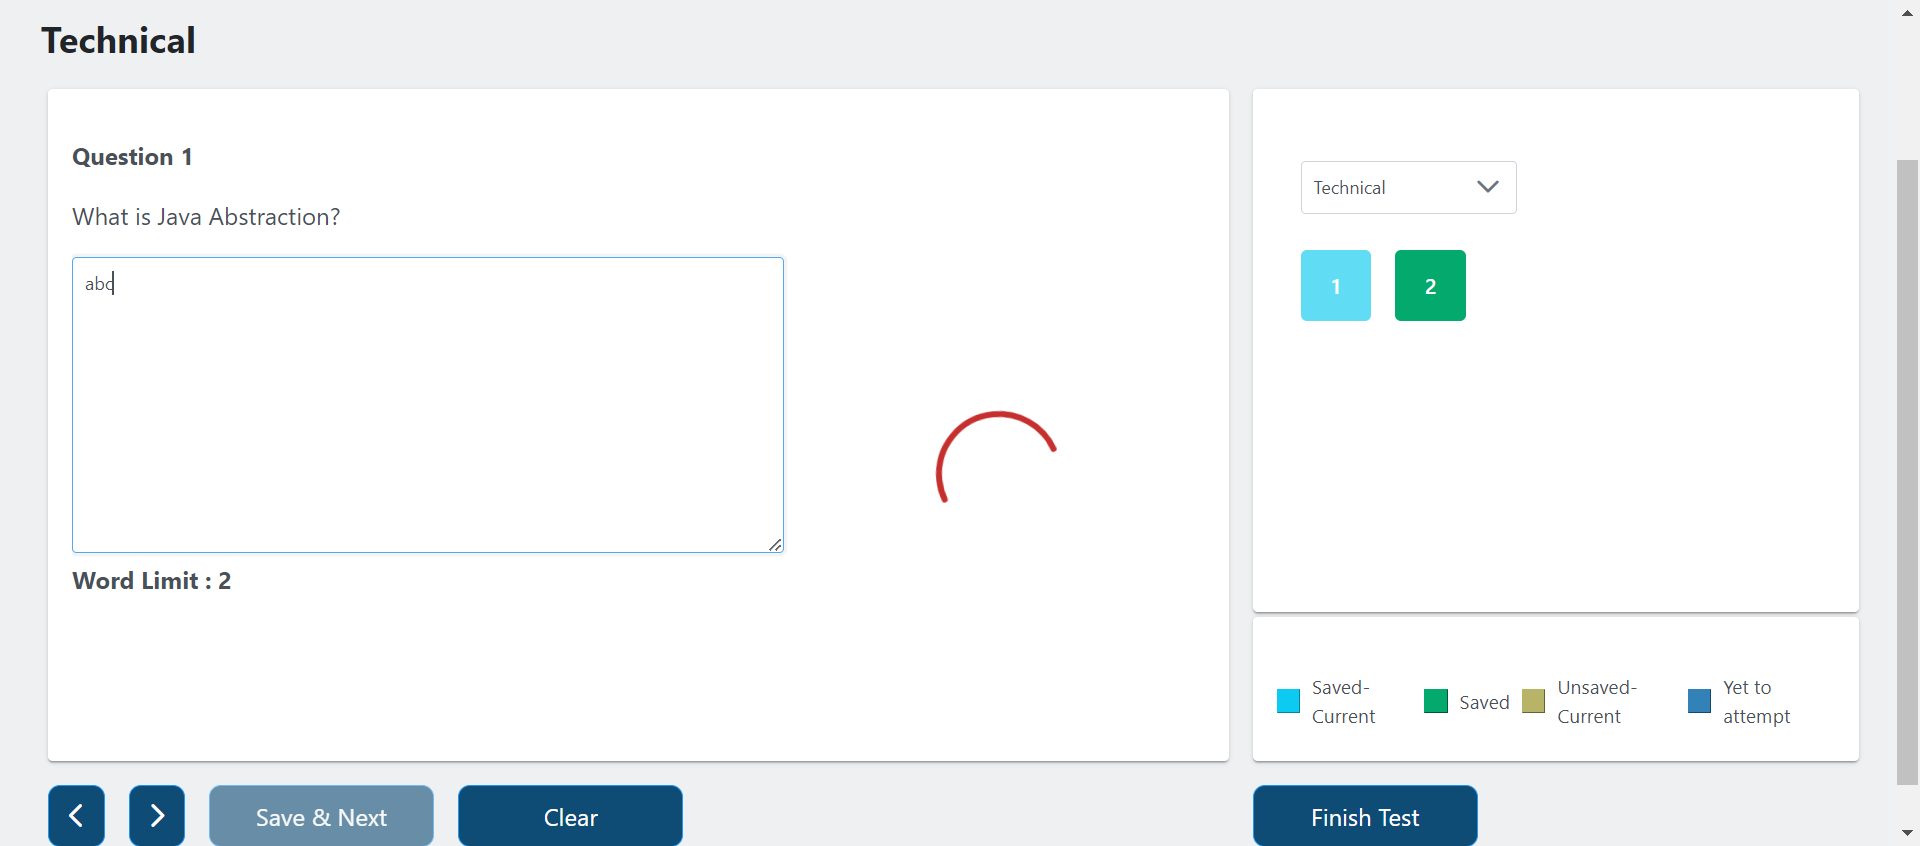 Technical
Question 1
What is Java Abstraction?
abc
Word Limit : 2
Save & Next
Clear
Technical
1
2
Saved-
Current
Saved
Unsaved-
Current
Yet to
attempt
Finish Test